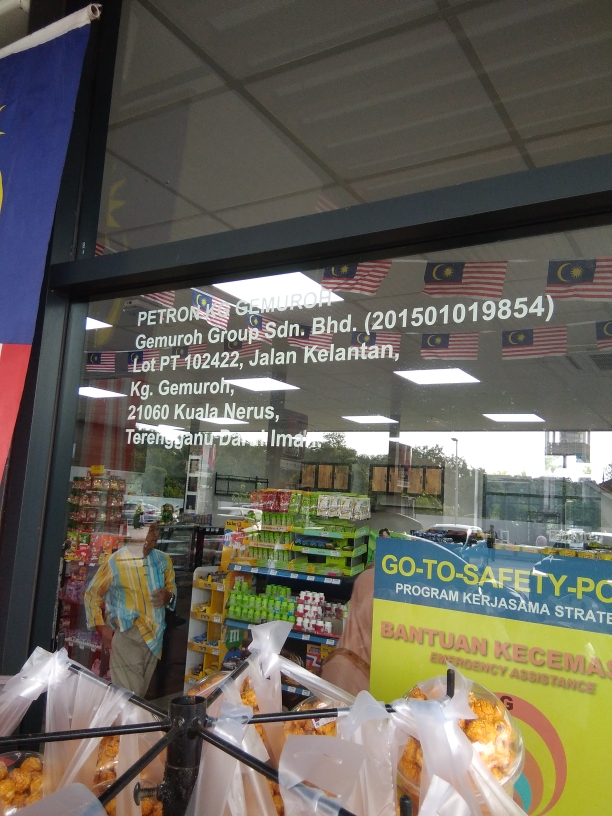 PETRON KG GEMUROH
Gemuroh Group Sdn. Bhd. (201501019854)
Lot PT 102422, Jalan Kelantan,
Kg. Gemuroh,
21060 Kuala Nerus,
Terengganu Darul Iman.
GO-TO-SAFETY-PO
PROGRAM KERJASAMA STRATE
BANTUAN KECEMA
EMERGENCY ASSISTANCE